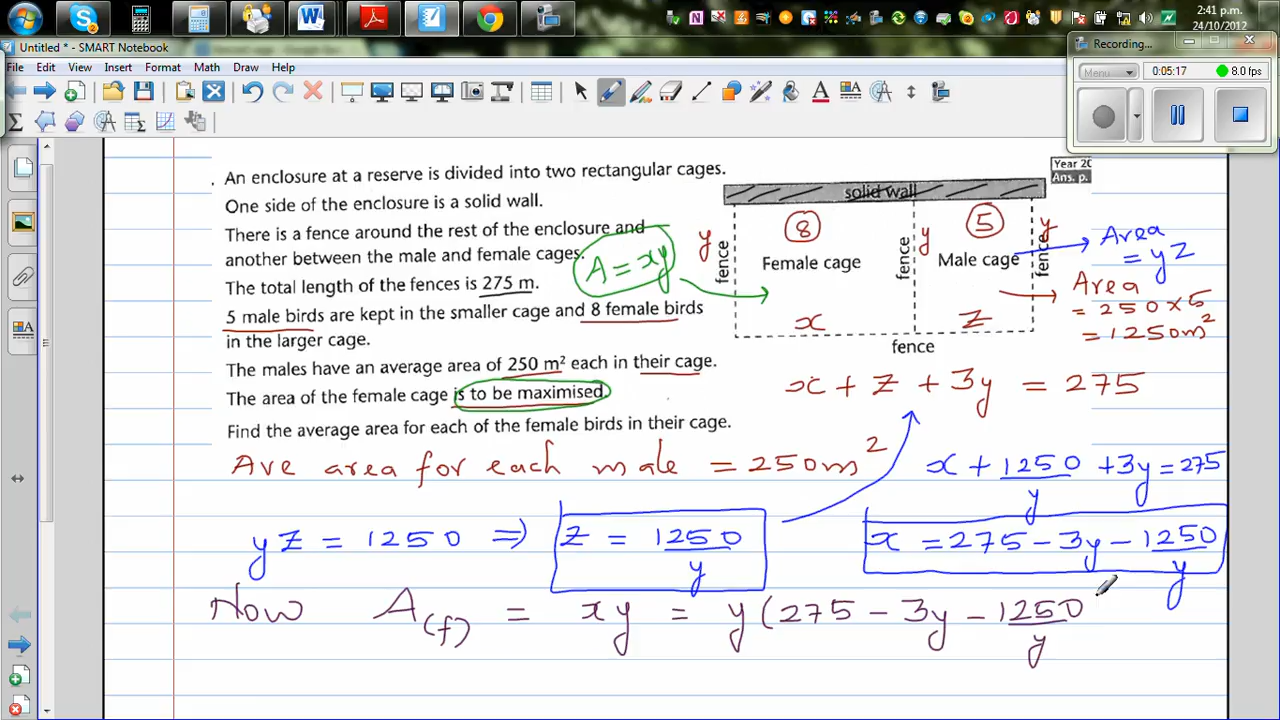 2:41 p.m.
24/10/2012
Untitled * - SMART Notebook
File Edit View Insert Format Math Draw Help
Recording...
Menu 0:05:17 8.0 fps
An enclosure at a reserve is divided into two rectangular cages.
One side of the enclosure is a solid wall.
There is a fence around the rest of the enclosure and
another between the male and female cages.
The total length of the fences is 275 m.
5 male birds are kept in the smaller cage and 8 female birds
in the larger cage.
The males have an average area of 250 m² each in their cage.
The area of the female cage is to be maximised.
Find the average area for each of the female birds in their cage.
A = xy
Year 20
Ans. p.
solid wall
8 5
y fence Female cage fence y Male cage fence y
x z
fence
Area
= yz
Area
= 250 x 5
= 1250m²
x + z + 3y = 275
Ave area for each male = 250m²
x + 1250/y + 3y = 275
yz = 1250 ⇒ z = 1250/y
x = 275 - 3y - 1250/y
Now A(f) = xy = y(275 - 3y - 1250/y